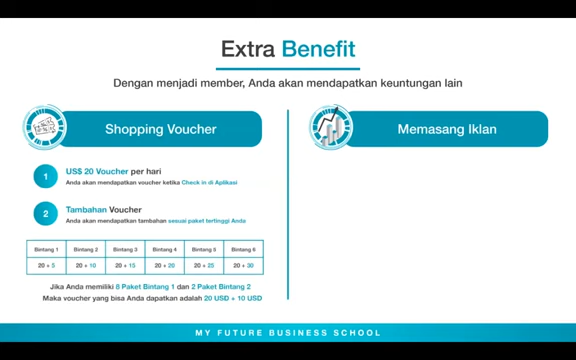 Extra Benefit
Dengan menjadi member, Anda akan mendapatkan keuntungan lain
Shopping Voucher
1
US$ 20 Voucher per hari
Anda akan mendapatkan voucher ketika Check in di Aplikasi
2
Tambahan Voucher
Anda akan mendapatkan tambahan sesuai paket tertinggi Anda
Bintang 1 Bintang 2 Bintang 3 Bintang 4 Bintang 5 Bintang 6
20 + 5 20 + 10 20 + 15 20 + 20 20 + 25 20 + 30
Jika Anda memiliki 8 Paket Bintang 1 dan 2 Paket Bintang 2
Maka voucher yang bisa Anda dapatkan adalah 20 USD + 10 USD
Memasang Iklan
MY FUTURE BUSINESS SCHOOL